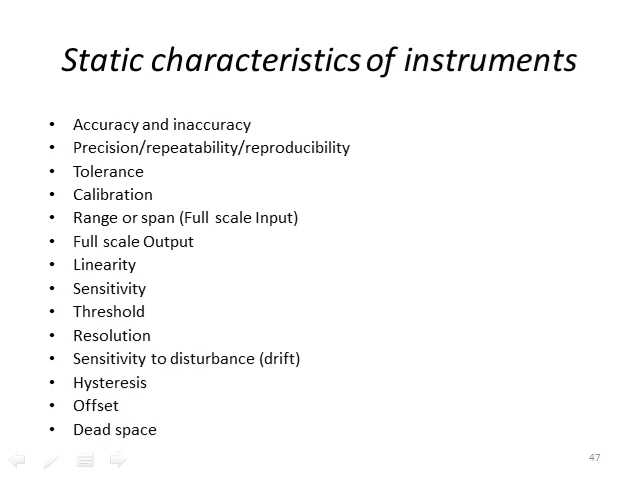 Static characteristics of instruments
• Accuracy and inaccuracy
• Precision/repeatability/reproducibility
• Tolerance
• Calibration
• Range or span (Full scale Input)
• Full scale Output
• Linearity
• Sensitivity
• Threshold
• Resolution
• Sensitivity to disturbance (drift)
• Hysteresis
• Offset
• Dead space
47